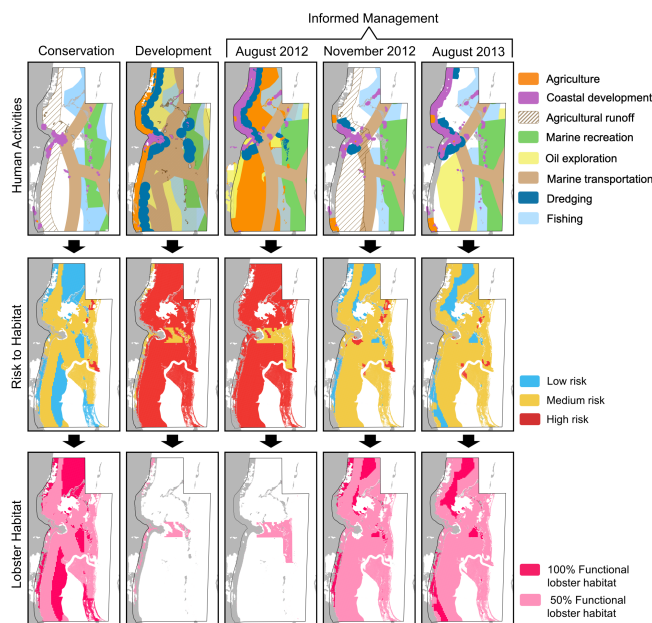 Informed Management
Conservation
Development
August 2012
November 2012
August 2013
Human Activities
Agriculture
Coastal development
Agricultural runoff
Marine recreation
Oil exploration
Marine transportation
Dredging
Fishing
Risk to Habitat
Low risk
Medium risk
High risk
Lobster Habitat
100% Functional
lobster habitat
50% Functional
lobster habitat